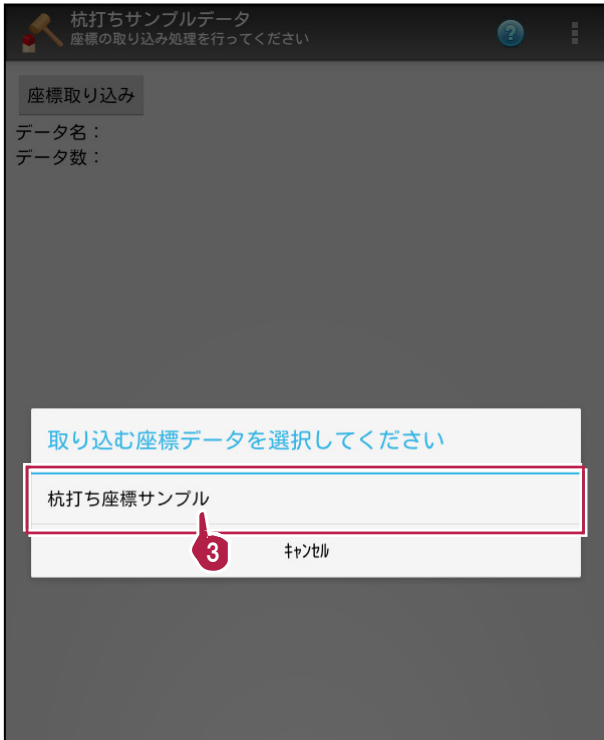 杭打ちサンプルデータ
座標の取り込み処理を行ってください
?
座標取り込み
データ名:
データ数:
取り込む座標データを選択してください
杭打ち座標サンプル
3
ｷｬﾝｾﾙ